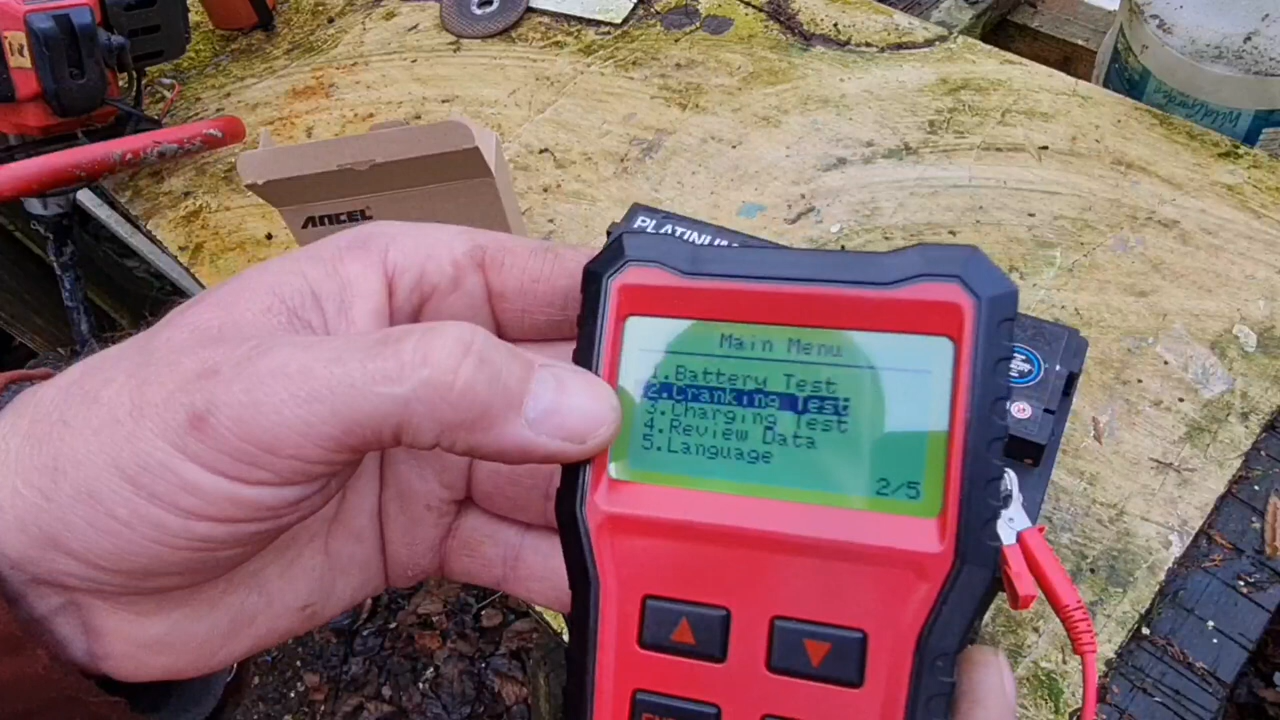 ANCEL
PLATINUM
WildGarden
Main Menu
1.Battery Test
2.Cranking Test
3.Charging Test
4.Review Data
5.Language
2/5